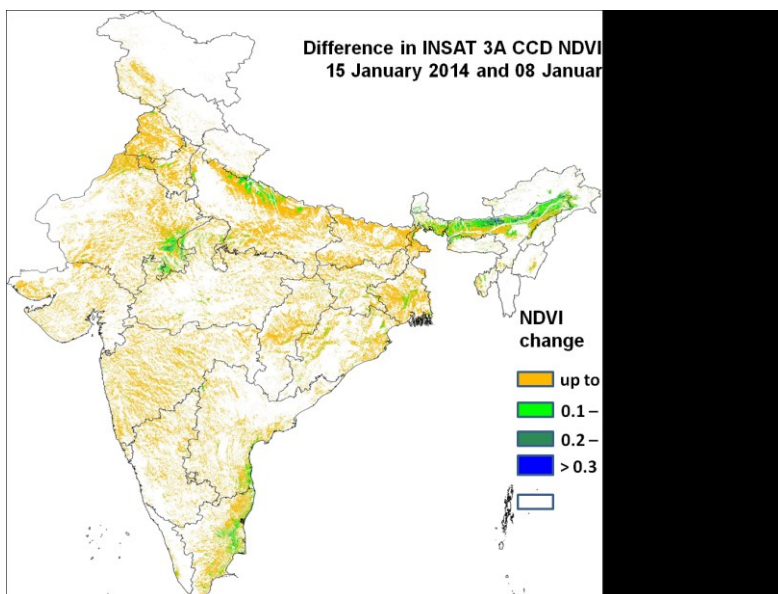 Difference in INSAT 3A CCD NDVI
15 January 2014 and 08 Januar
NDVI
change
up to
0.1 –
0.2 –
> 0.3